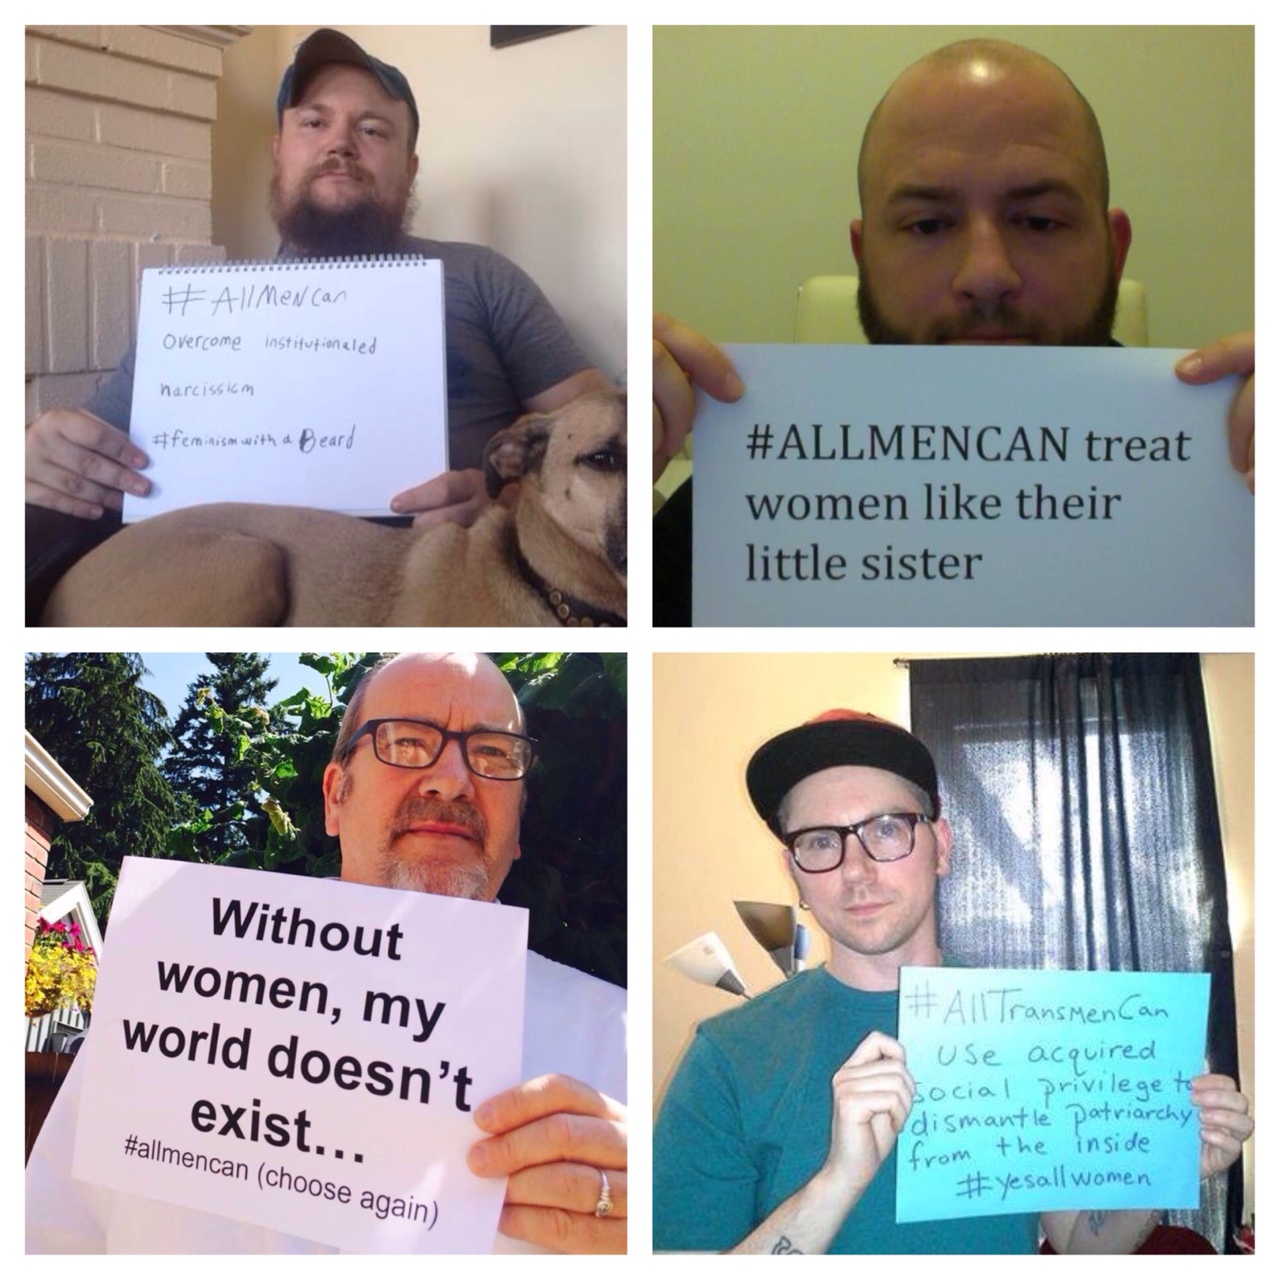 #AllMenCan
Overcome institutionaled
narcissism
#feminism with a Beard
#ALLMENCAN treat
women like their
little sister
Without
women, my
world doesn't
exist...
#allmencan (choose again)
#AllTransmenCan
Use acquired
social privilege to
dismantle patriarchy
from the inside
#yesallwomen